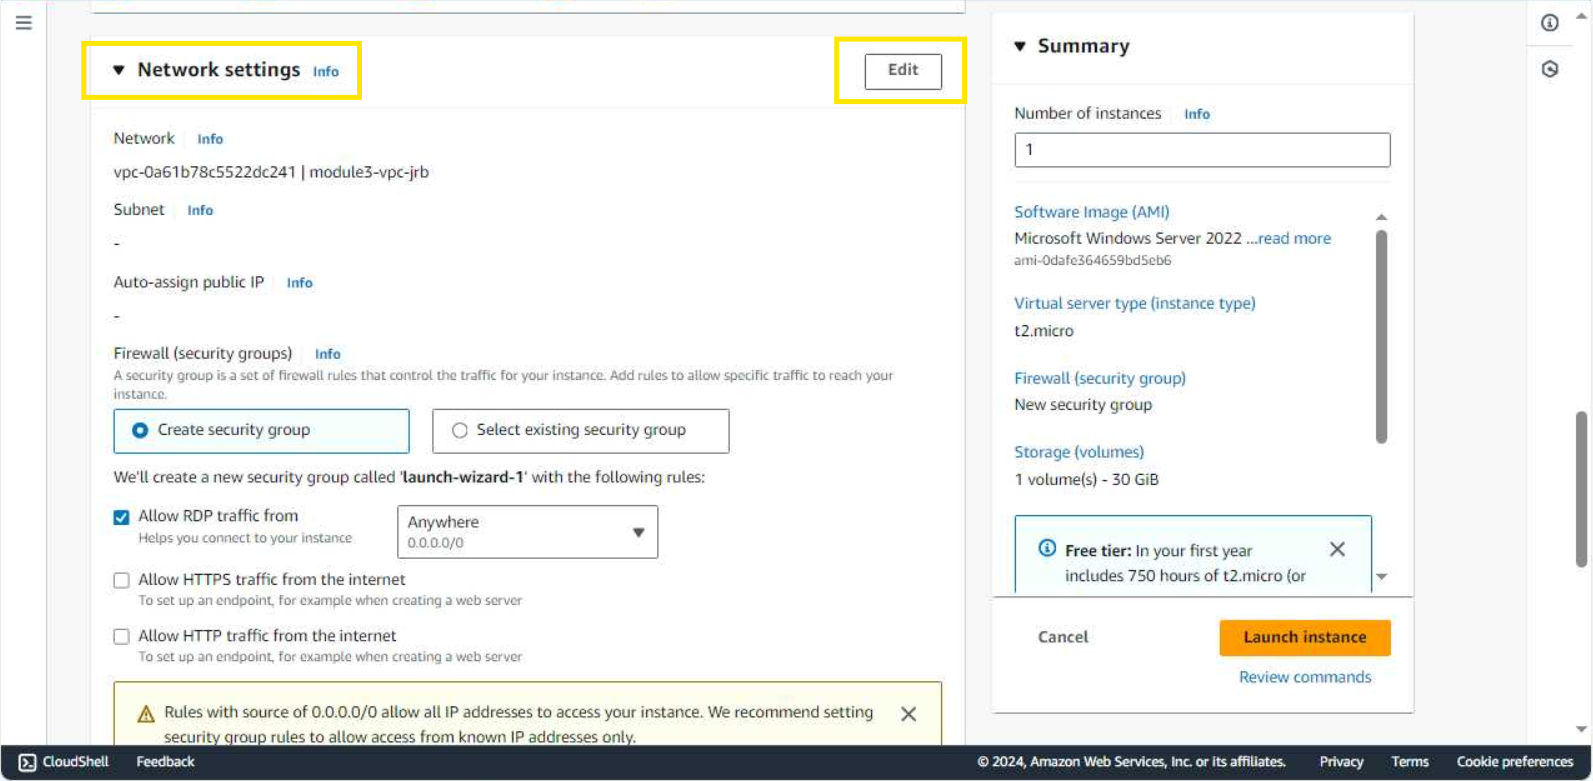 Network settings Info
Edit
Network Info
vpc-0a61b78c5522dc241 | module3-vpc-jrb
Subnet Info
-
Auto-assign public IP Info
-
Firewall (security groups) Info
A security group is a set of firewall rules that control the traffic for your instance. Add rules to allow specific traffic to reach your
instance.
Create security group
Select existing security group
We'll create a new security group called 'launch-wizard-1' with the following rules:
Allow RDP traffic from
Helps you connect to your instance
Anywhere
0.0.0.0/0
Allow HTTPS traffic from the internet
To set up an endpoint, for example when creating a web server
Allow HTTP traffic from the internet
To set up an endpoint, for example when creating a web server
Rules with source of 0.0.0.0/0 allow all IP addresses to access your instance. We recommend setting
security group rules to allow access from known IP addresses only.
Summary
Number of instances Info
1
Software Image (AMI)
Microsoft Windows Server 2022 ...read more
ami-0dafe364659bd5eb6
Virtual server type (instance type)
t2.micro
Firewall (security group)
New security group
Storage (volumes)
1 volume(s) - 30 GiB
Free tier: In your first year
includes 750 hours of t2.micro (or
Cancel
Launch instance
Review commands
CloudShell Feedback © 2024, Amazon Web Services, Inc. or its affiliates. Privacy Terms Cookie preferences